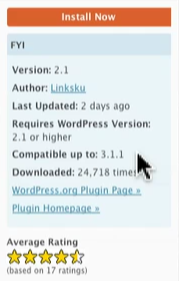 Install Now
FYI
Version: 2.1
Author: Linksku
Last Updated: 2 days ago
Requires WordPress Version:
2.1 or higher
Compatible up to: 3.1.1
Downloaded: 24,718 times
WordPress.org Plugin Page »
Plugin Homepage »
Average Rating
(based on 17 ratings)